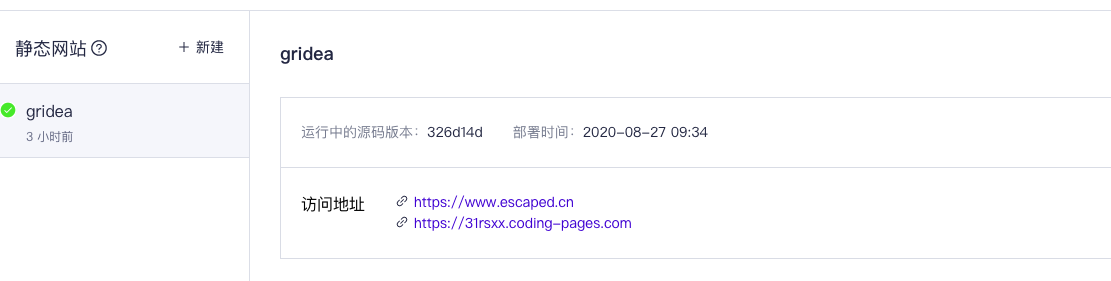 静态网站
+ 新建
gridea
3 小时前
gridea
运行中的源码版本：326d14d 部署时间：2020-08-27 09:34
访问地址
https://www.escaped.cn
https://31rsxx.coding-pages.com